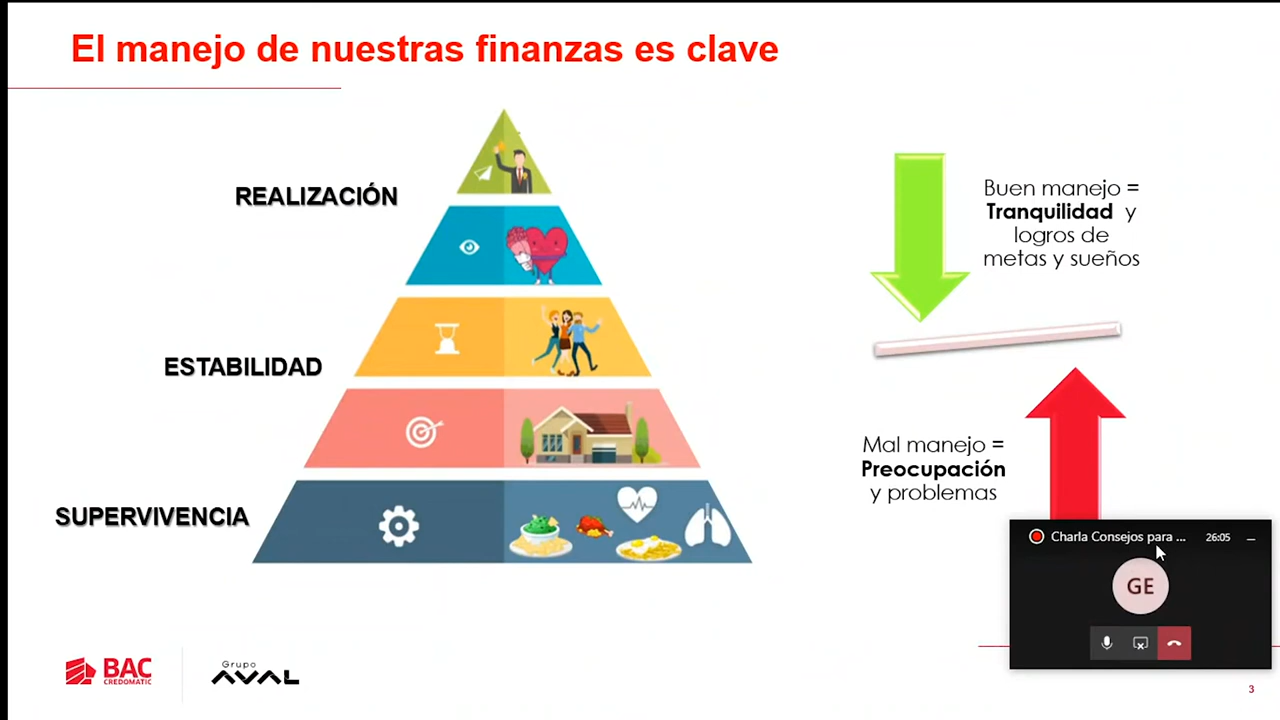 El manejo de nuestras finanzas es clave
REALIZACIÓN
ESTABILIDAD
SUPERVIVENCIA
Buen manejo =
Tranquilidad y
logros de
metas y sueños
Mal manejo =
Preocupación
y problemas
Charla Consejos para ...
26:05
GE
BAC
CREDOMATIC
Grupo
AVAL
3